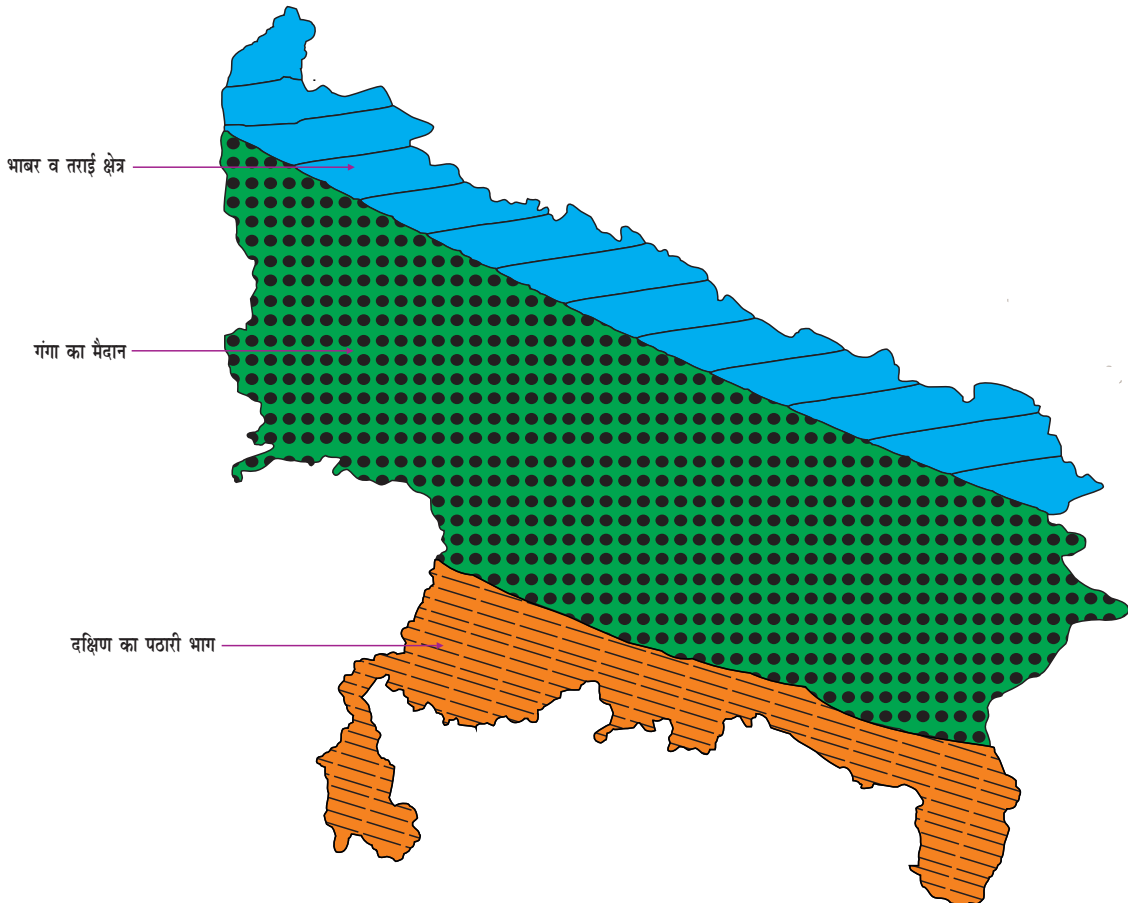 भाबर व तराई क्षेत्र
गंगा का मैदान
दक्षिण का पठारी भाग